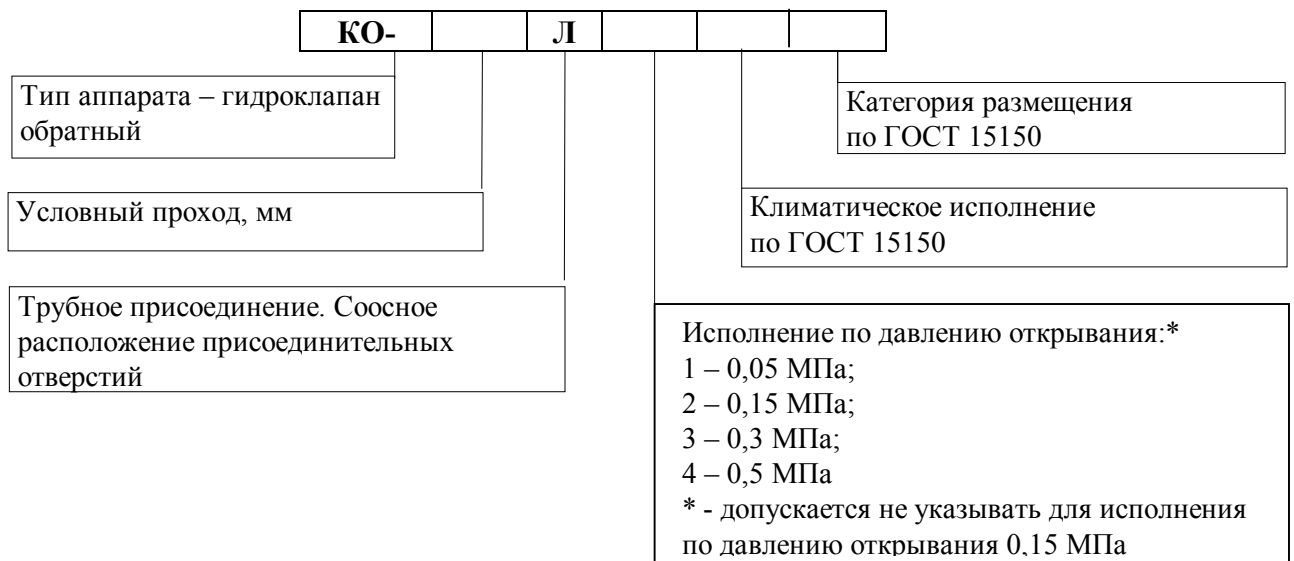 КО- Л
Тип аппарата – гидроклапан
обратный
Категория размещения
по ГОСТ 15150
Условный проход, мм
Климатическое исполнение
по ГОСТ 15150
Трубное присоединение. Соосное
расположение присоединительных
отверстий
Исполнение по давлению открывания:*
1 – 0,05 МПа;
2 – 0,15 МПа;
3 – 0,3 МПа;
4 – 0,5 МПа
* - допускается не указывать для исполнения
по давлению открывания 0,15 МПа